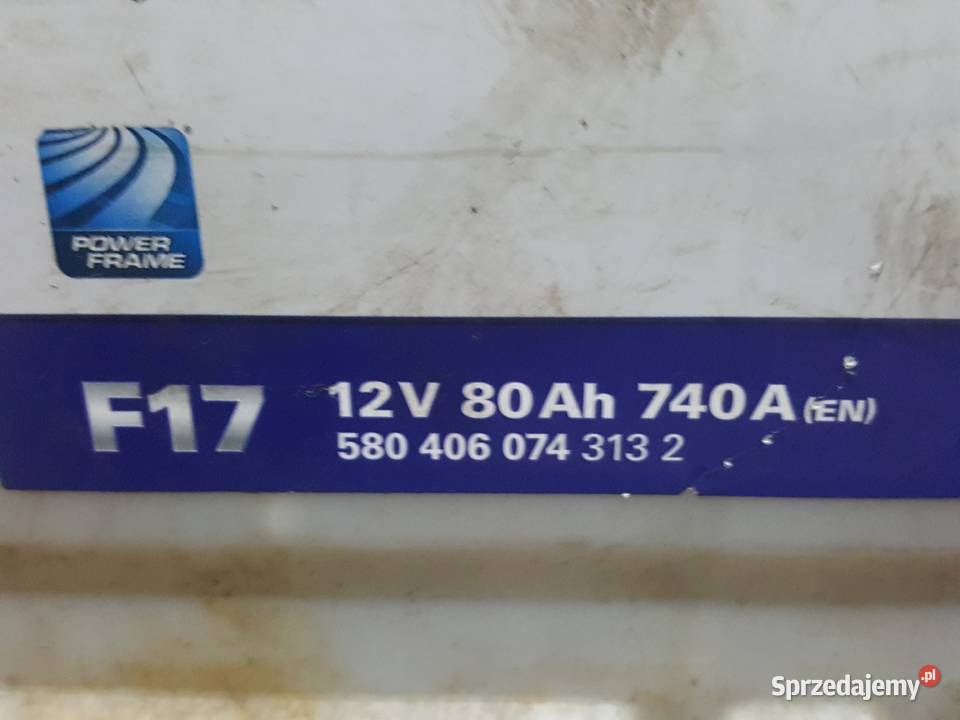 POWER
FRAME
F17
12V 80Ah 740A (EN)
580 406 074 313 2
Sprzedajemy.pl